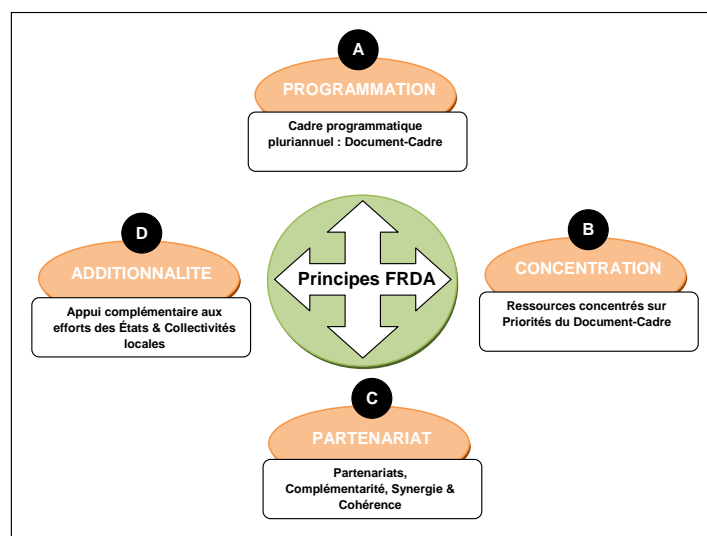 A
PROGRAMMATION
Cadre programmatique
pluriannuel : Document-Cadre
D
ADDITIONNALITE
Appui complémentaire aux
efforts des États & Collectivités
locales
Principes FRDA
B
CONCENTRATION
Ressources concentrés sur
Priorités du Document-Cadre
C
PARTENARIAT
Partenariats,
Complémentarité, Synergie &
Cohérence